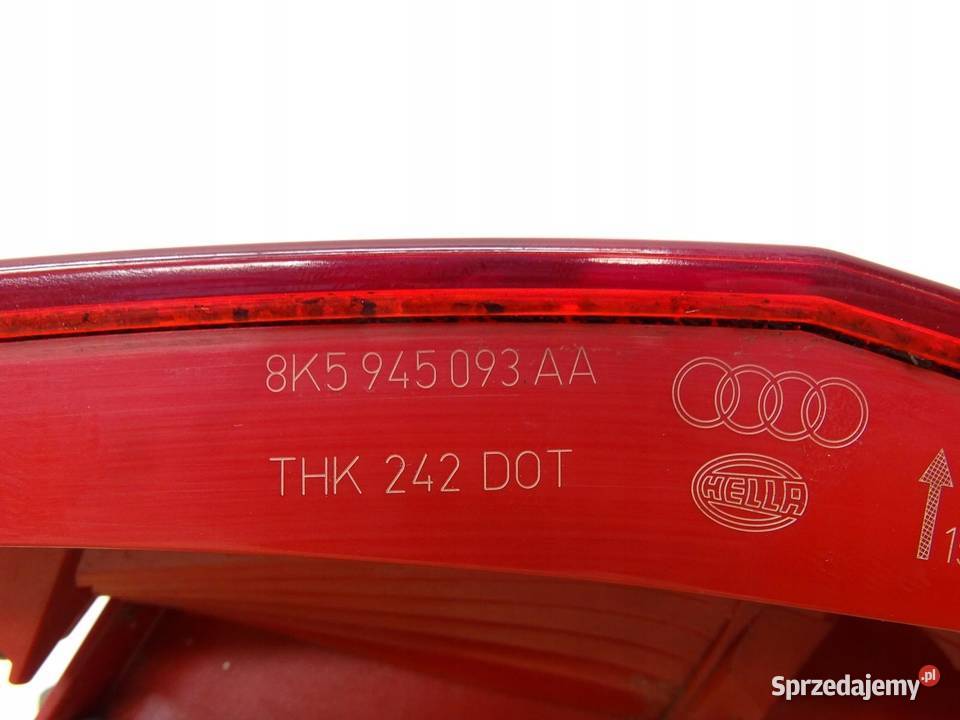 8K5 945 093 AA
THK 242 DOT
HELLA
Sprzedajemy.pl